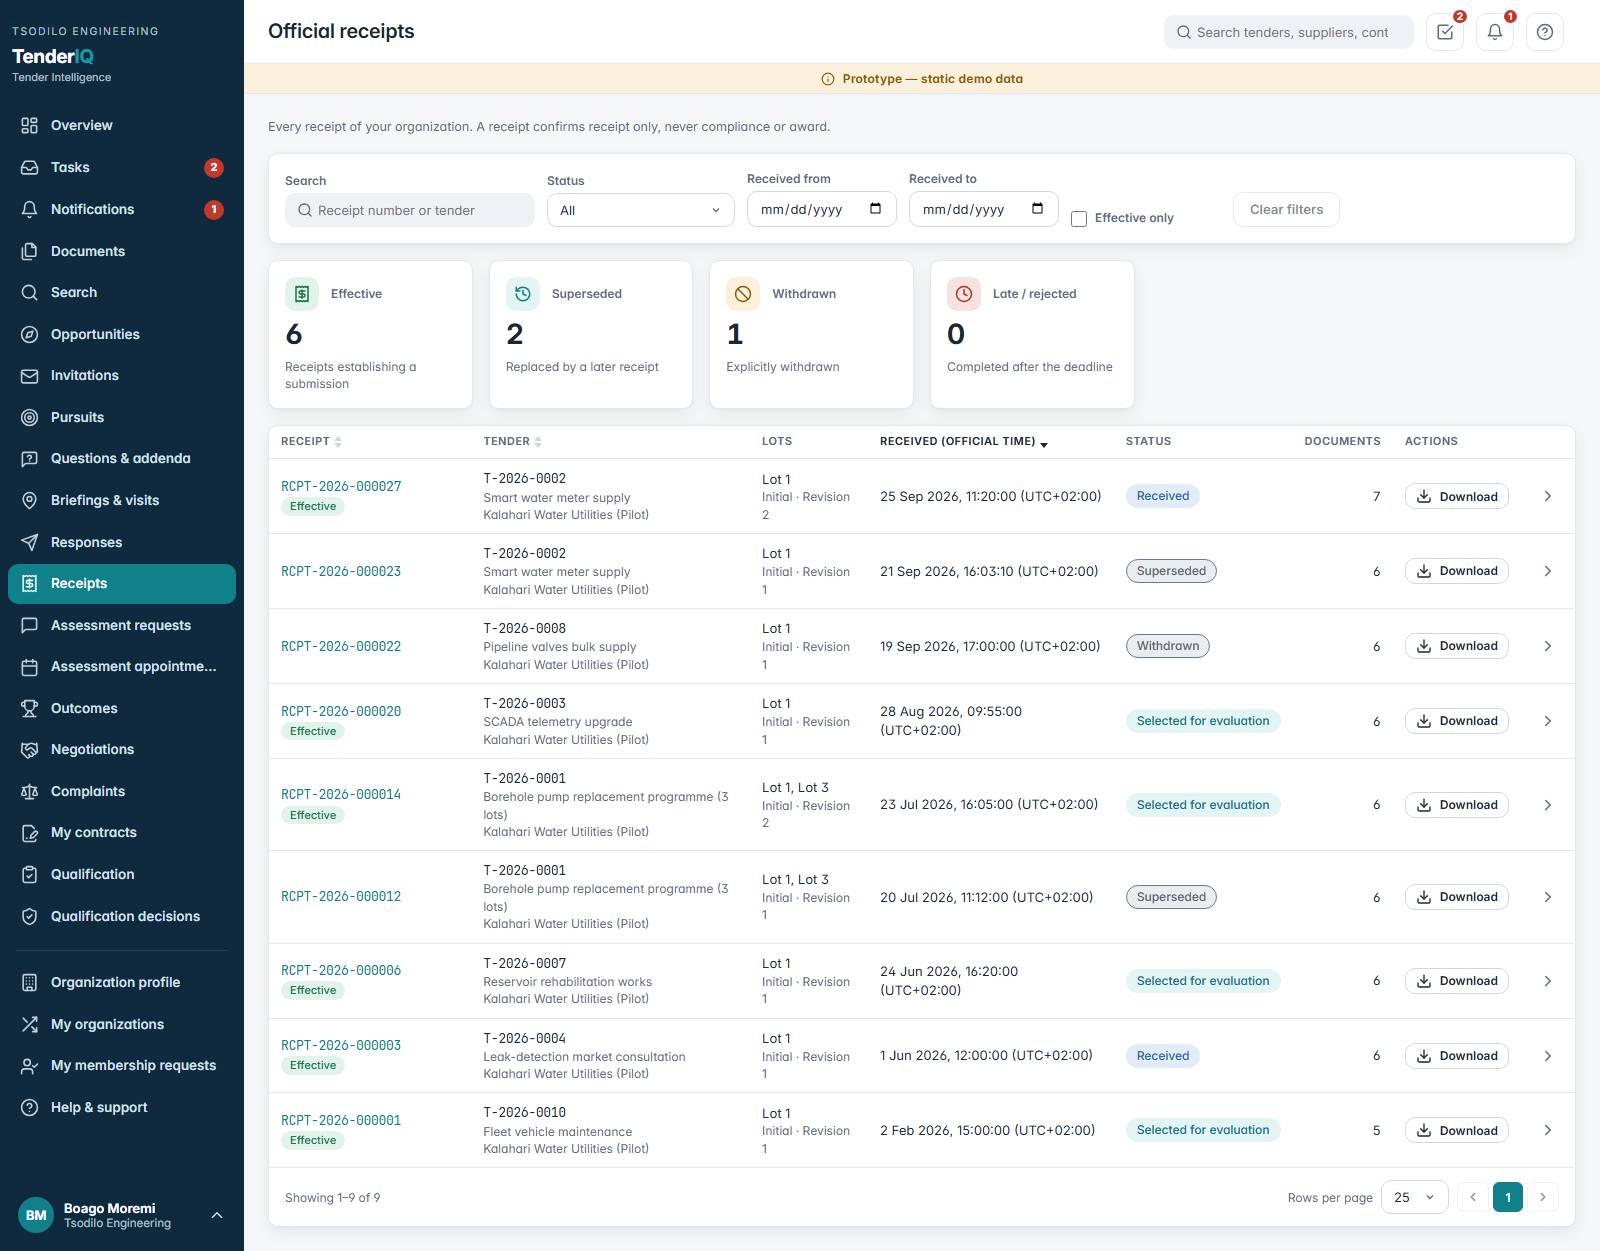 TSODILO ENGINEERING
TenderIQ
Tender Intelligence
Overview
Tasks
2
Notifications
1
Documents
Search
Opportunities
Invitations
Pursuits
Questions & addenda
Briefings & visits
Responses
Receipts
Assessment requests
Assessment appointme...
Outcomes
Negotiations
Complaints
My contracts
Qualification
Qualification decisions
Organization profile
My organizations
My membership requests
Help & support
BM
Boago Moremi
Tsodilo Engineering
Official receipts
Search tenders, suppliers, cont
2
1
Prototype — static demo data
Every receipt of your organization. A receipt confirms receipt only, never compliance or award.
Search
Receipt number or tender
Status
All
Received from
mm/dd/yyyy
Received to
mm/dd/yyyy
Effective only
Clear filters
Effective
6
Receipts establishing a
submission
Superseded
2
Replaced by a later receipt
Withdrawn
1
Explicitly withdrawn
Late / rejected
0
Completed after the deadline
RECEIPT TENDER LOTS RECEIVED (OFFICIAL TIME) STATUS DOCUMENTS ACTIONS
RCPT-2026-000027
Effective
T-2026-0002
Smart water meter supply
Kalahari Water Utilities (Pilot)
Lot 1
Initial · Revision
2
25 Sep 2026, 11:20:00 (UTC+02:00)
Received
7
Download
RCPT-2026-000023
T-2026-0002
Smart water meter supply
Kalahari Water Utilities (Pilot)
Lot 1
Initial · Revision
1
21 Sep 2026, 16:03:10 (UTC+02:00)
Superseded
6
Download
RCPT-2026-000022
T-2026-0008
Pipeline valves bulk supply
Kalahari Water Utilities (Pilot)
Lot 1
Initial · Revision
1
19 Sep 2026, 17:00:00 (UTC+02:00)
Withdrawn
6
Download
RCPT-2026-000020
Effective
T-2026-0003
SCADA telemetry upgrade
Kalahari Water Utilities (Pilot)
Lot 1
Initial · Revision
1
28 Aug 2026, 09:55:00
(UTC+02:00)
Selected for evaluation
6
Download
RCPT-2026-000014
Effective
T-2026-0001
Borehole pump replacement programme (3
lots)
Kalahari Water Utilities (Pilot)
Lot 1, Lot 3
Initial · Revision
2
23 Jul 2026, 16:05:00 (UTC+02:00)
Selected for evaluation
6
Download
RCPT-2026-000012
T-2026-0001
Borehole pump replacement programme (3
lots)
Kalahari Water Utilities (Pilot)
Lot 1, Lot 3
Initial · Revision
1
20 Jul 2026, 11:12:00 (UTC+02:00)
Superseded
6
Download
RCPT-2026-000006
Effective
T-2026-0007
Reservoir rehabilitation works
Kalahari Water Utilities (Pilot)
Lot 1
Initial · Revision
1
24 Jun 2026, 16:20:00
(UTC+02:00)
Selected for evaluation
6
Download
RCPT-2026-000003
Effective
T-2026-0004
Leak-detection market consultation
Kalahari Water Utilities (Pilot)
Lot 1
Initial · Revision
1
1 Jun 2026, 12:00:00 (UTC+02:00)
Received
6
Download
RCPT-2026-000001
Effective
T-2026-0010
Fleet vehicle maintenance
Kalahari Water Utilities (Pilot)
Lot 1
Initial · Revision
1
2 Feb 2026, 15:00:00 (UTC+02:00)
Selected for evaluation
5
Download
Showing 1–9 of 9
Rows per page
25
1